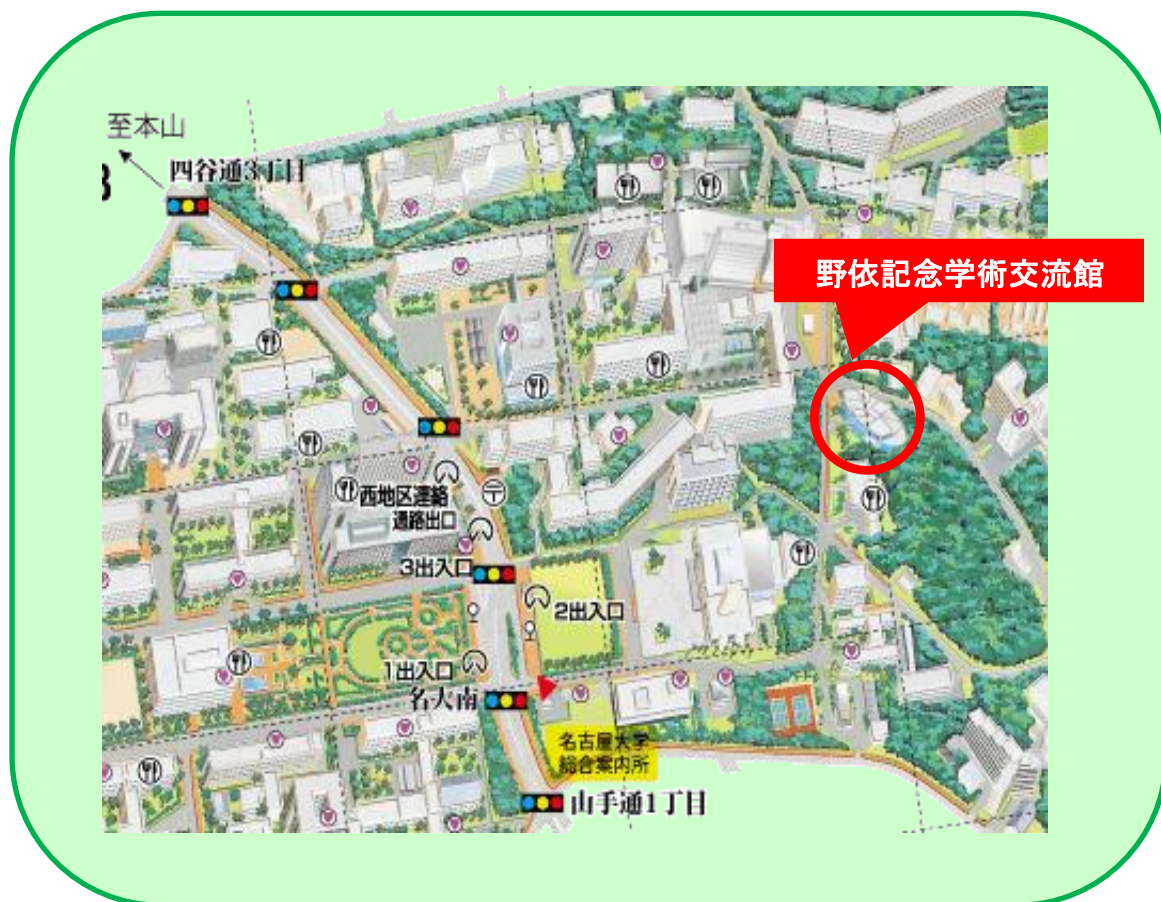 至本山
四谷通3丁目
野依記念学術交流館
〒
西地区連絡
通路出口
3出入口
2出入口
1出入口
名大南
名古屋大学
総合案内所
山手通1丁目